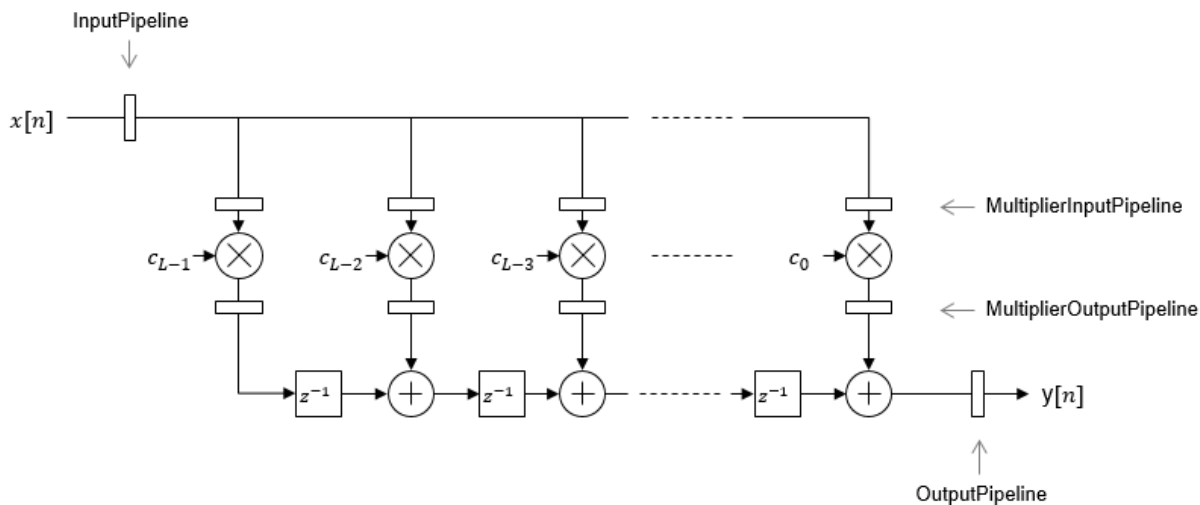 InputPipeline
x[n]
MultiplierInputPipeline
c_{L−1} c_{L−2} c_{L−3} c_0
MultiplierOutputPipeline
z^{−1} + z^{−1} + z^{−1} + y[n]
OutputPipeline